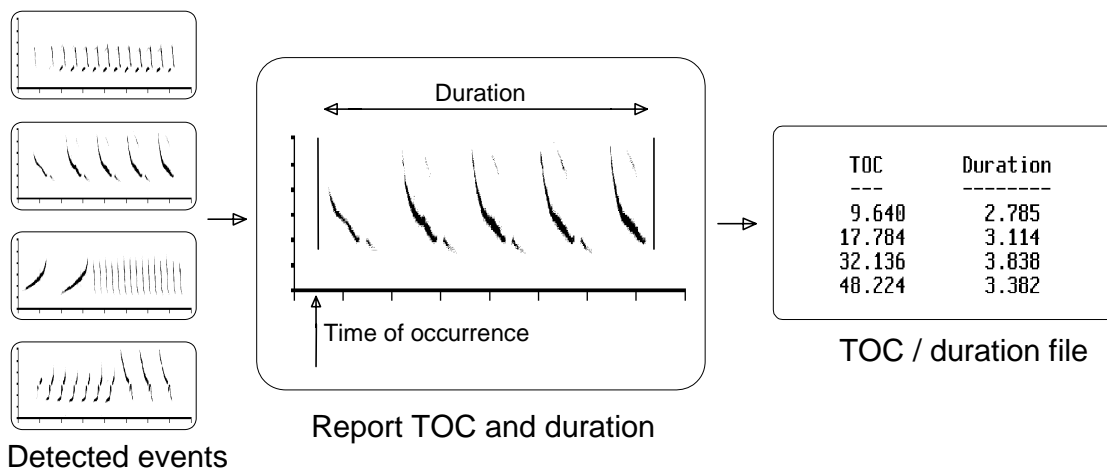 Duration
Time of occurrence
TOC Duration
--- --------
9.640 2.785
17.784 3.114
32.136 3.838
48.224 3.382
TOC / duration file
Report TOC and duration
Detected events